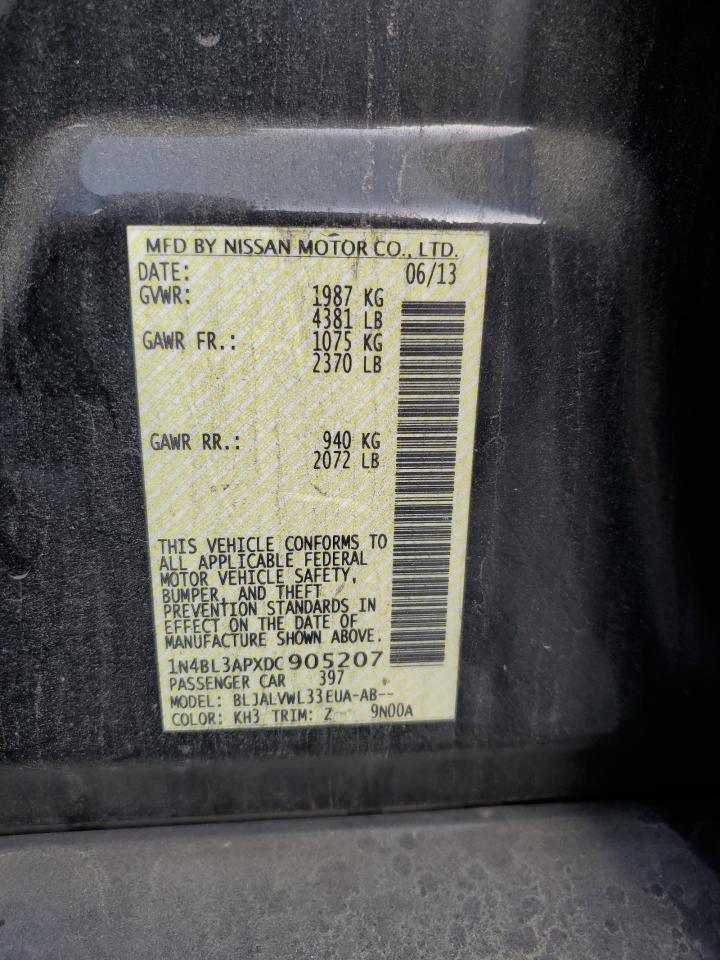 MFD BY NISSAN MOTOR CO., LTD.
DATE: 06/13
GVWR: 1987 KG
4381 LB
GAWR FR.: 1075 KG
2370 LB
GAWR RR.: 940 KG
2072 LB
THIS VEHICLE CONFORMS TO
ALL APPLICABLE FEDERAL
MOTOR VEHICLE SAFETY,
BUMPER, AND THEFT
PREVENTION STANDARDS IN
EFFECT ON THE DATE OF
MANUFACTURE SHOWN ABOVE.
1N4BL3APXDC905207
PASSENGER CAR 397
MODEL: BLJALVWL33EUA-AB--
COLOR: KH3 TRIM: Z-- 9N00A